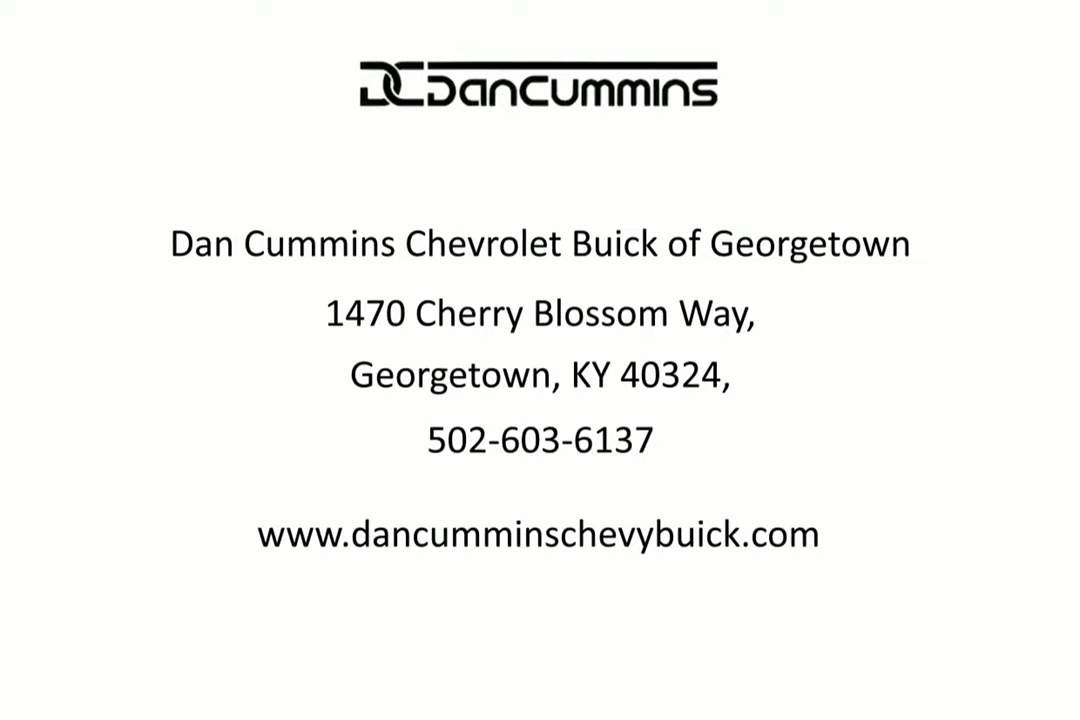 DC DanCummins
Dan Cummins Chevrolet Buick of Georgetown
1470 Cherry Blossom Way,
Georgetown, KY 40324,
502-603-6137
www.dancumminschevybuick.com